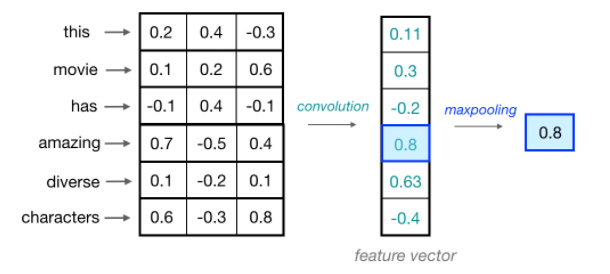 this 0.2 0.4 -0.3 0.11
movie 0.1 0.2 0.6 0.3
has -0.1 0.4 -0.1 convolution -0.2 maxpooling
amazing 0.7 -0.5 0.4 0.8 0.8
diverse 0.1 -0.2 0.1 0.63
characters 0.6 -0.3 0.8 -0.4
feature vector